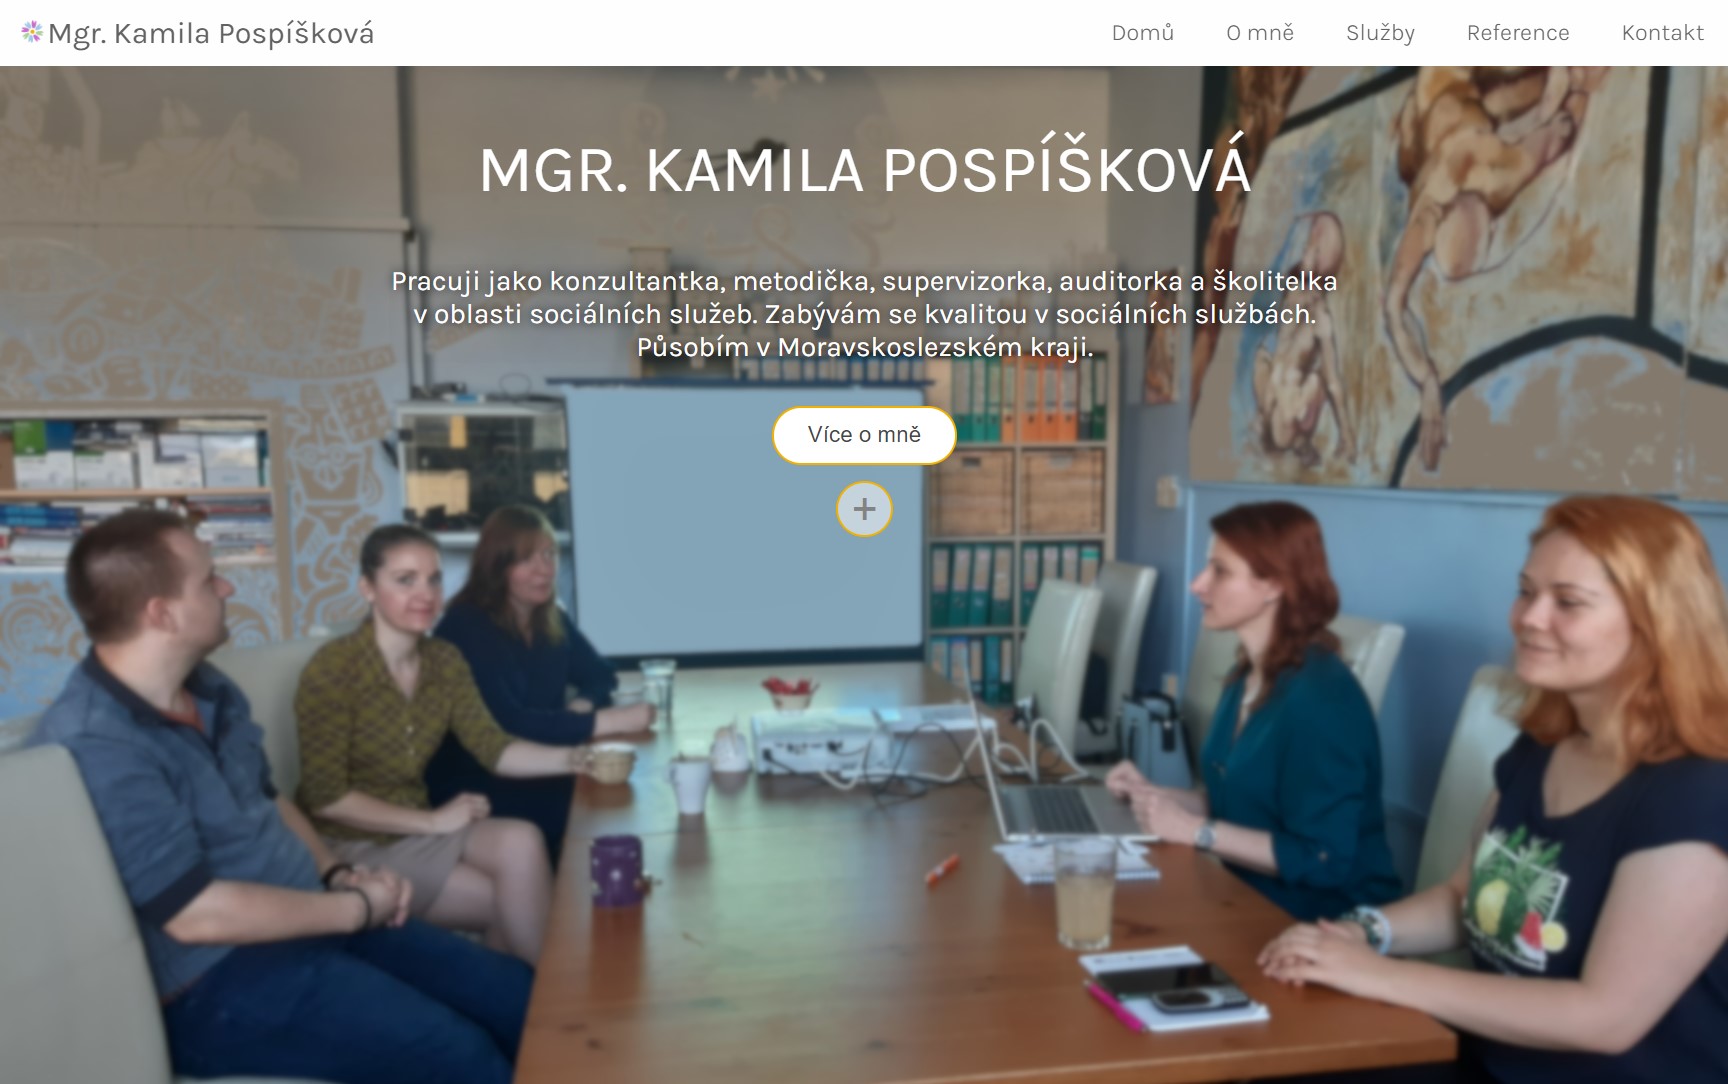 Mgr. Kamila Pospíšková
Domů
O mně
Služby
Reference
Kontakt
MGR. KAMILA POSPÍŠKOVÁ
Pracuji jako konzultantka, metodička, supervizorka, auditorka a školitelka
v oblasti sociálních služeb. Zabývám se kvalitou v sociálních službách.
Působím v Moravskoslezském kraji.
Více o mně
+